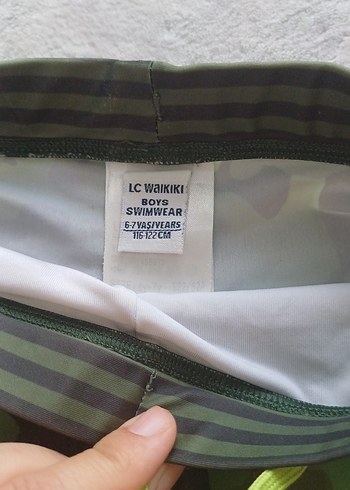 LC WAIKIKI
BOYS
SWIMWEAR
6-7 YAŞ/YEARS
116-122CM